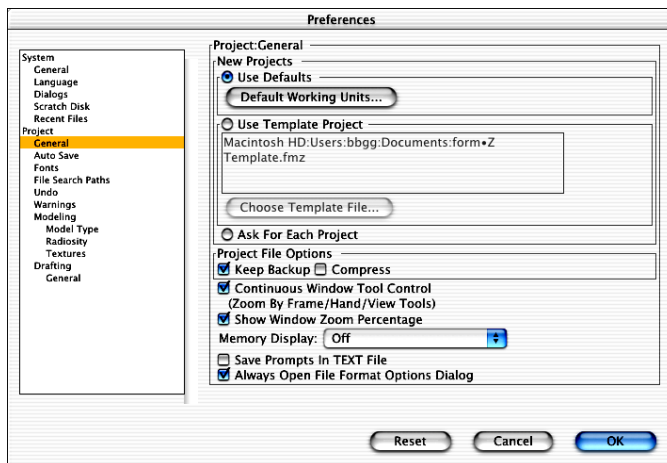 Preferences
System
General
Language
Dialogs
Scratch Disk
Recent Files
Project
General
Auto Save
Fonts
File Search Paths
Undo
Warnings
Modeling
Model Type
Radiosity
Textures
Drafting
General
Project:General
New Projects
Use Defaults
Default Working Units...
Use Template Project
Macintosh HD:Users:bbgg:Documents:form•Z
Template.fmz
Choose Template File...
Ask For Each Project
Project File Options
Keep Backup Compress
Continuous Window Tool Control
(Zoom By Frame/Hand/View Tools)
Show Window Zoom Percentage
Memory Display: Off
Save Prompts In TEXT File
Always Open File Format Options Dialog
Reset Cancel OK